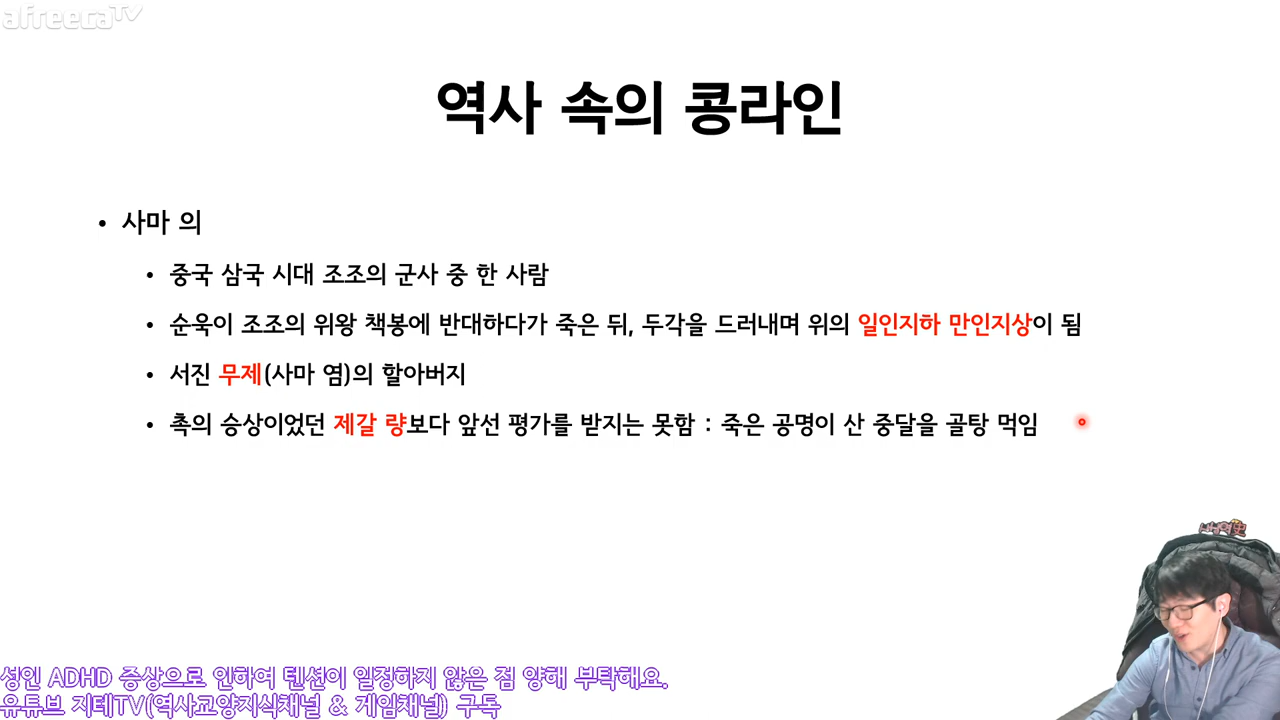 afreecaTV
역사 속의 콩라인
• 사마 의
• 중국 삼국 시대 조조의 군사 중 한 사람
• 순욱이 조조의 위왕 책봉에 반대하다가 죽은 뒤, 두각을 드러내며 위의 일인지하 만인지상이 됨
• 서진 무제(사마 염)의 할아버지
• 촉의 승상이었던 제갈 량보다 앞선 평가를 받지는 못함 : 죽은 공명이 산 중달을 골탕 먹임
성인 ADHD 증상으로 인하여 텐션이 일정하지 않은 점 양해 부탁해요.
유튜브 지테TV(역사교양지식채널 & 게임채널) 구독